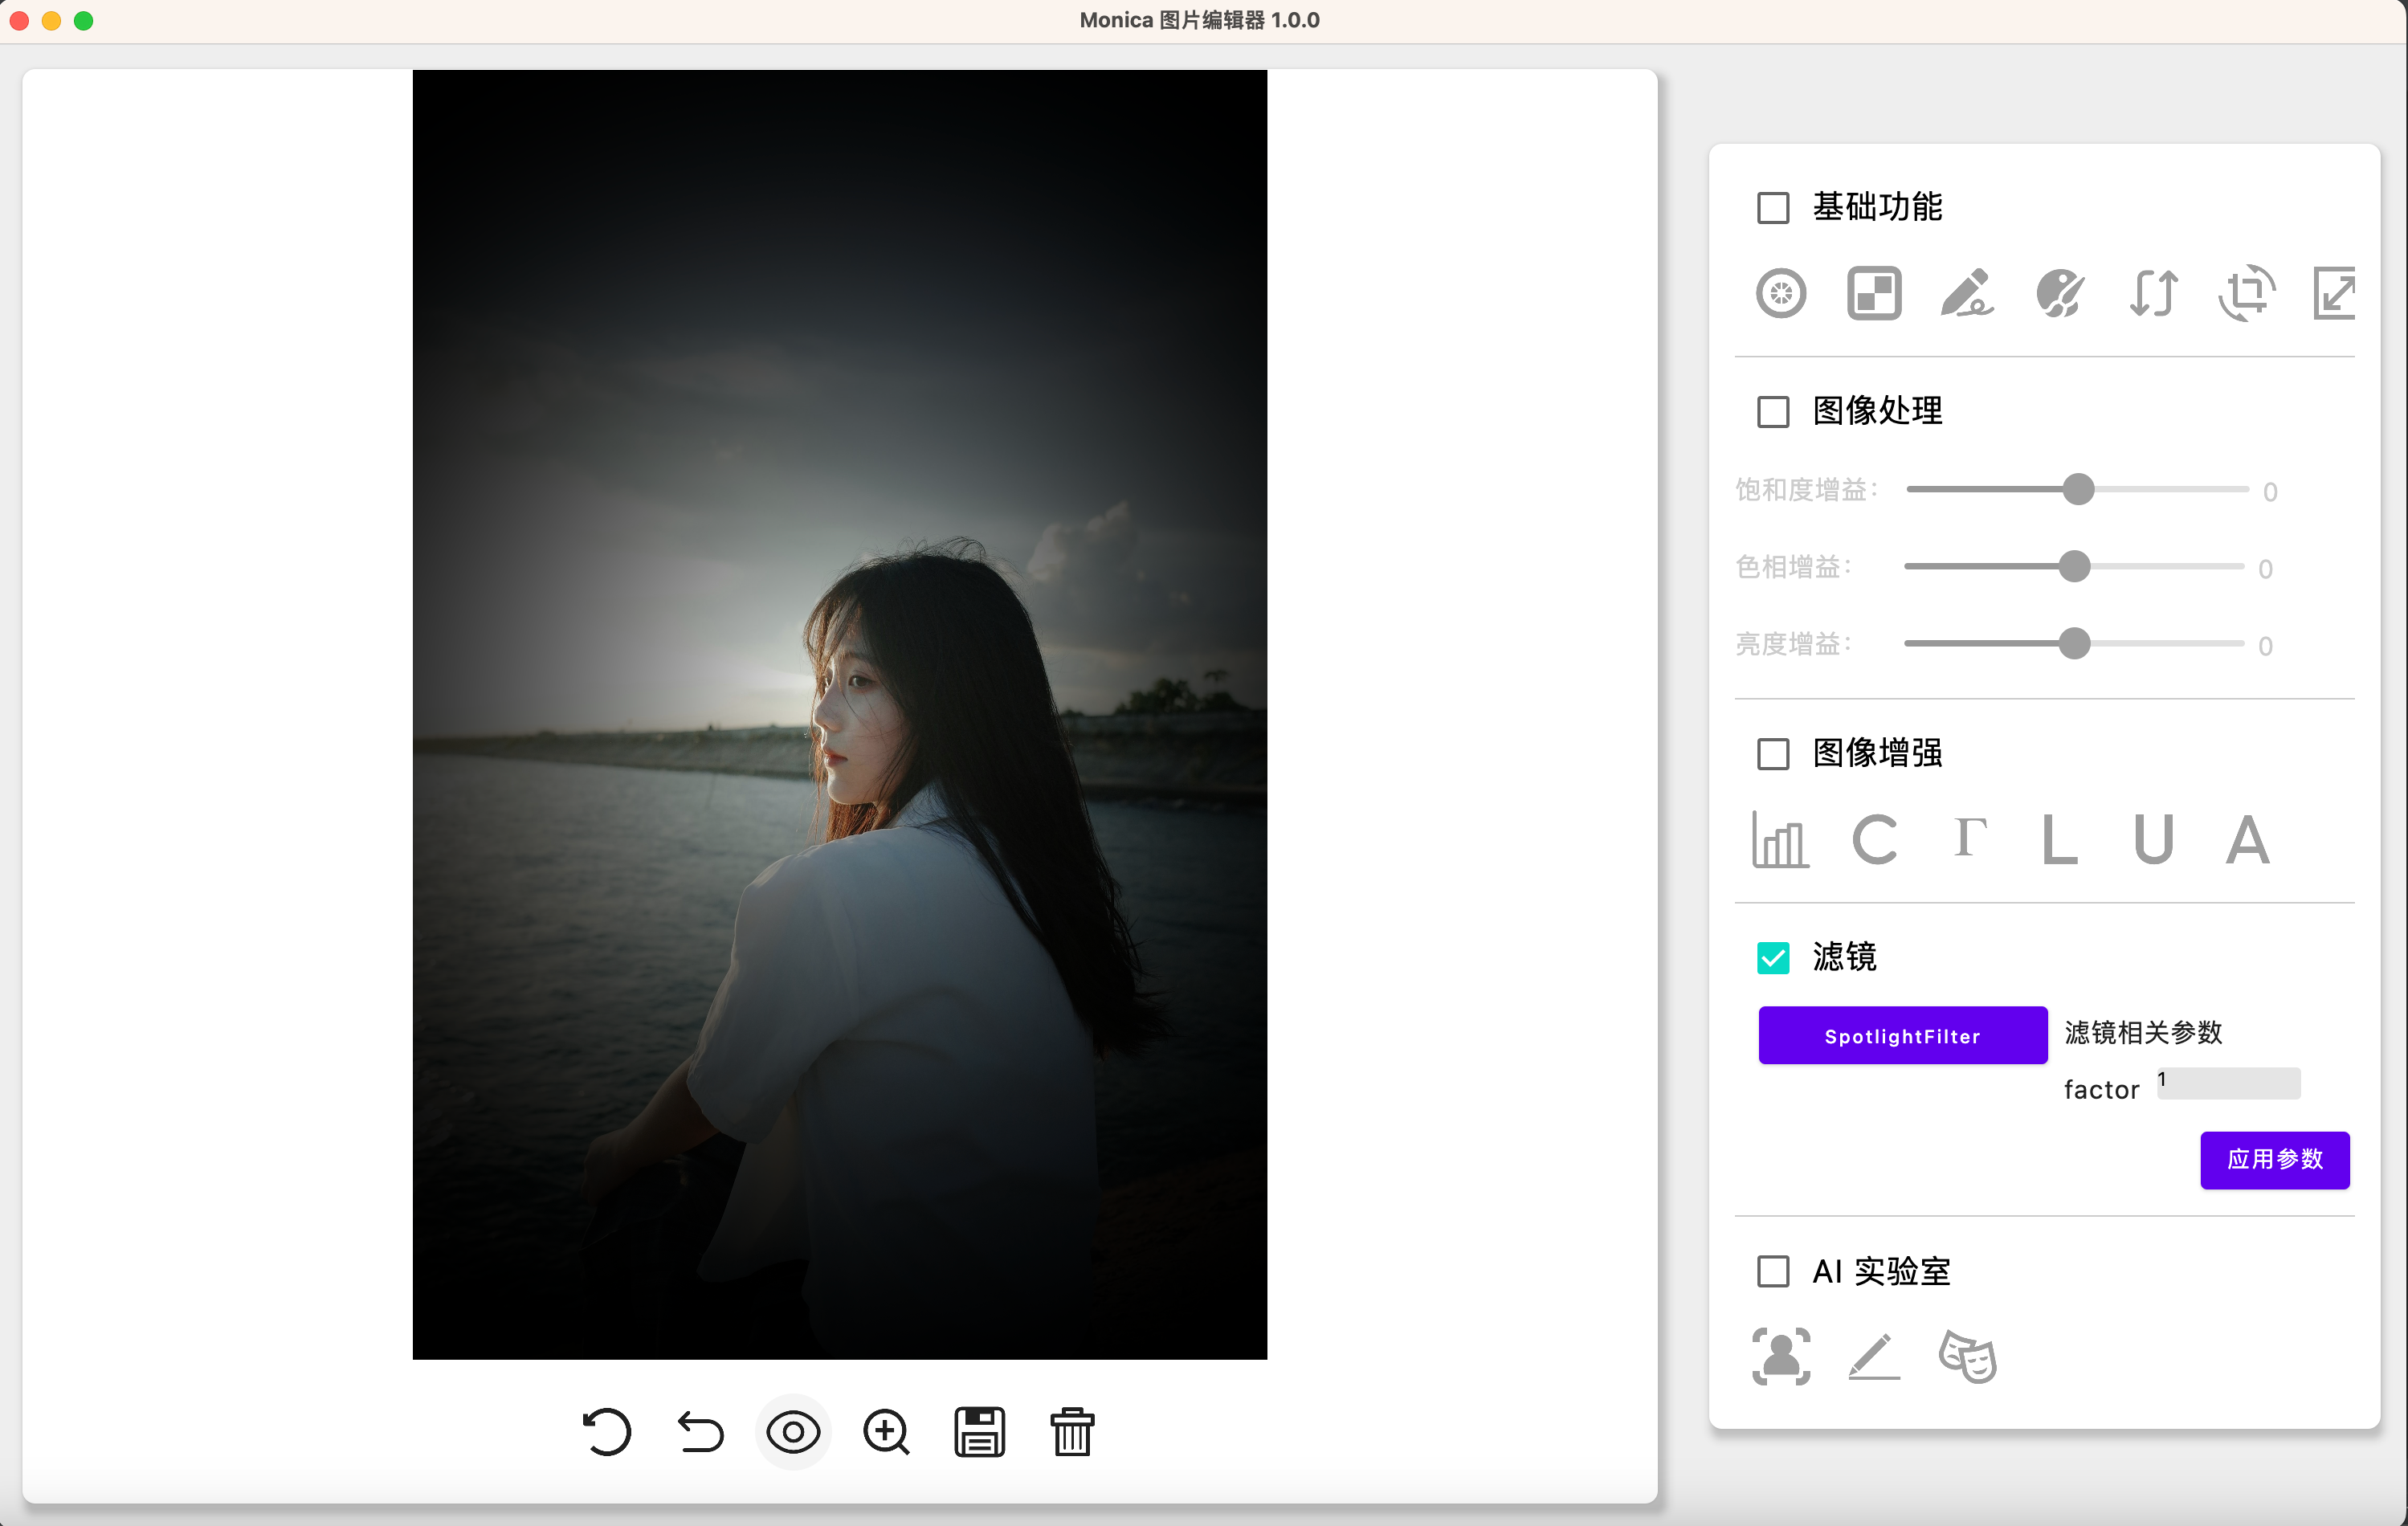 Monica 图片编辑器 1.0.0
基础功能
图像处理
饱和度增益： 0
色相增益： 0
亮度增益： 0
图像增强
C Γ L U A
滤镜
SpotlightFilter 滤镜相关参数
factor 1
应用参数
AI 实验室